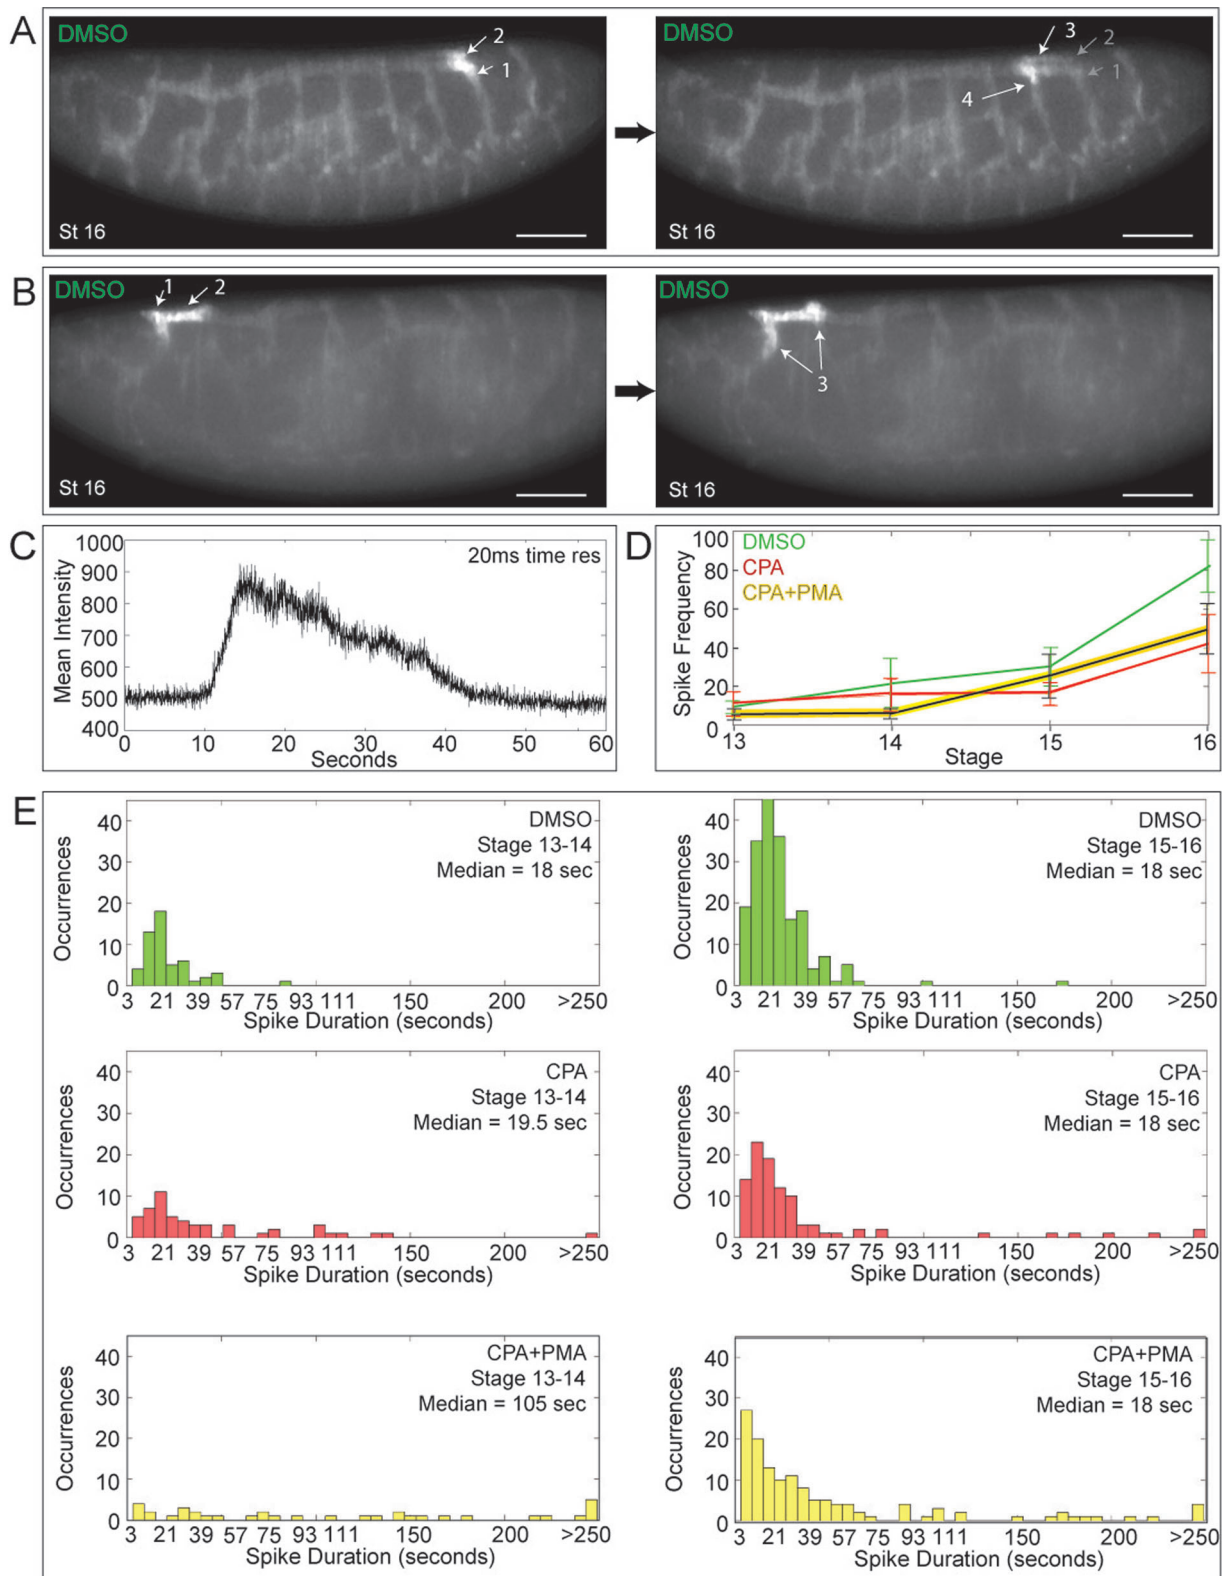 A
DMSO
2
1
St 16
3
2
1
4
St 16
B
DMSO
1
2
St 16
DMSO
3
St 16
C
1000
900
800
700
600
500
400
Mean Intensity
20ms time res
0 10 20 30 40 50 60
Seconds
D
100
80
60
40
20
0
Spike Frequency
DMSO
CPA
CPA+PMA
13 14 15 16
Stage
E
40
30
20
10
0
Occurrences
DMSO
Stage 13-14
Median = 18 sec
3 21 39 57 75 93 111 150 200 >250
Spike Duration (seconds)
40
30
20
10
0
Occurrences
DMSO
Stage 15-16
Median = 18 sec
3 21 39 57 75 93 111 150 200 >250
Spike Duration (seconds)
40
30
20
10
0
Occurrences
CPA
Stage 13-14
Median = 19.5 sec
3 21 39 57 75 93 111 150 200 >250
Spike Duration (seconds)
40
30
20
10
0
Occurrences
CPA
Stage 15-16
Median = 18 sec
3 21 39 57 75 93 111 150 200 >250
Spike Duration (seconds)
40
30
20
10
0
Occurrences
CPA+PMA
Stage 13-14
Median = 105 sec
3 21 39 57 75 93 111 150 200 >250
Spike Duration (seconds)
40
30
20
10
0
Occurrences
CPA+PMA
Stage 15-16
Median = 18 sec
3 21 39 57 75 93 111 150 200 >250
Spike Duration (seconds)